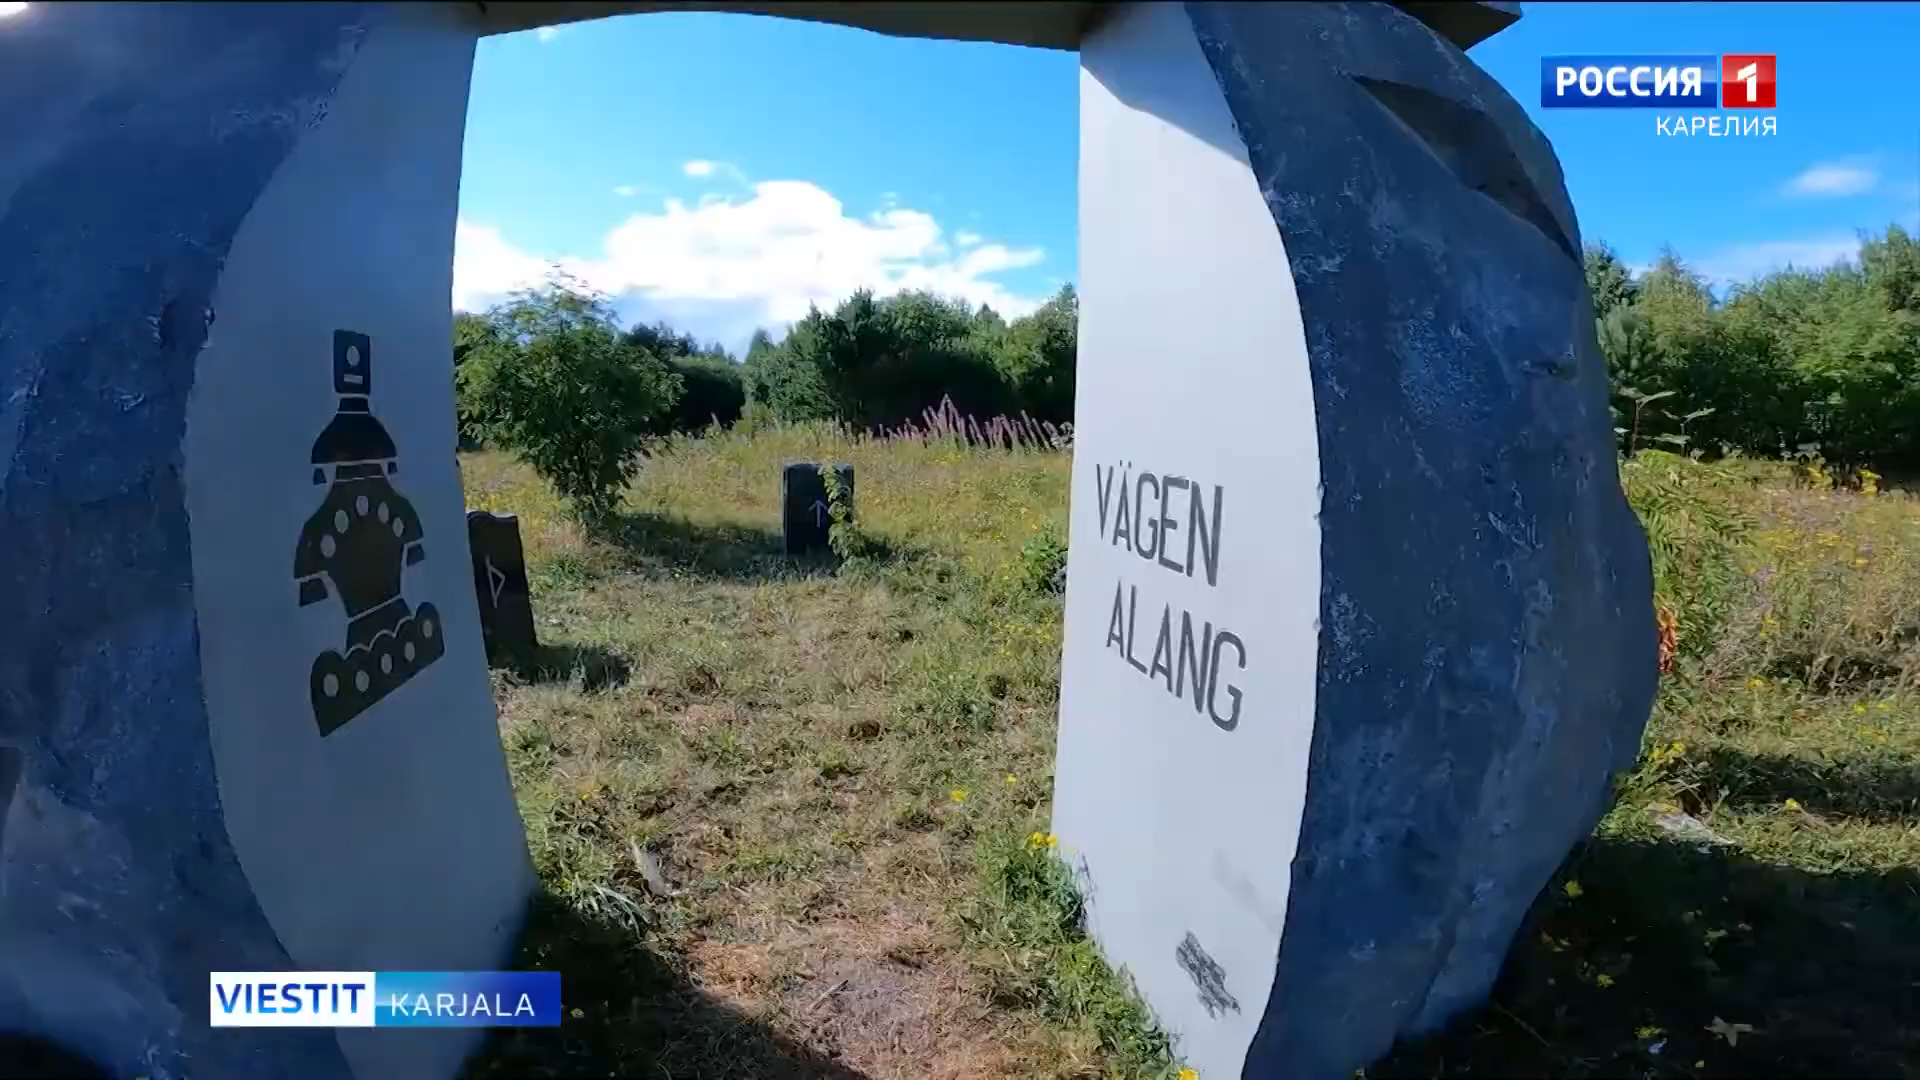 РОССИЯ 1
КАРЕЛИЯ
VÄGEN
ALANG
ᚦ
↑
VIESTIT KARJALA